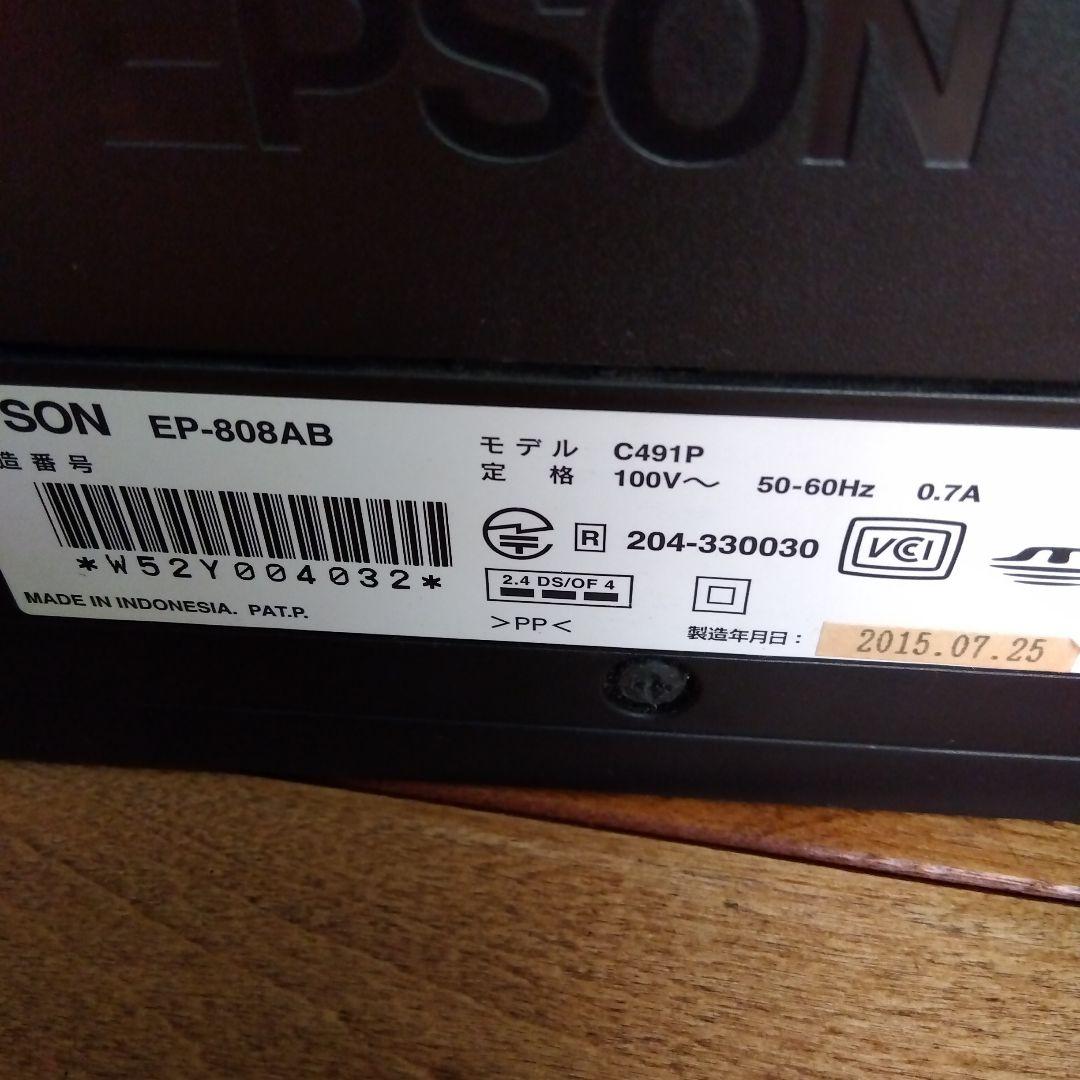 EPSON
SON EP-808AB
造番号
*W52Y004032*
MADE IN INDONESIA. PAT.P.
モデル C491P
定格 100V～ 50-60Hz 0.7A
R 204-330030
VCCI
2.4 DS/OF 4
>PP<
製造年月日: 2015.07.25